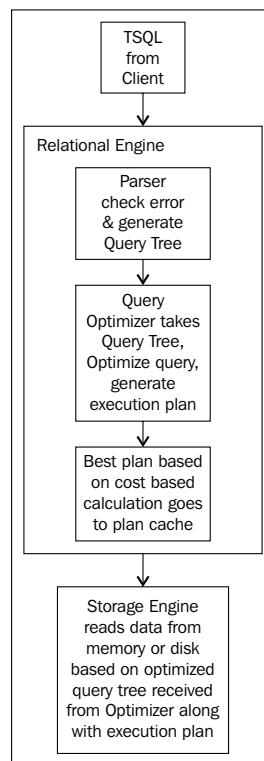 TSQL
from
Client
Relational Engine
Parser
check error
& generate
Query Tree
Query
Optimizer takes
Query Tree,
Optimize query,
generate
execution plan
Best plan based
on cost based
calculation goes
to plan cache
Storage Engine
reads data from
memory or disk
based on optimized
query tree received
from Optimizer along
with execution plan